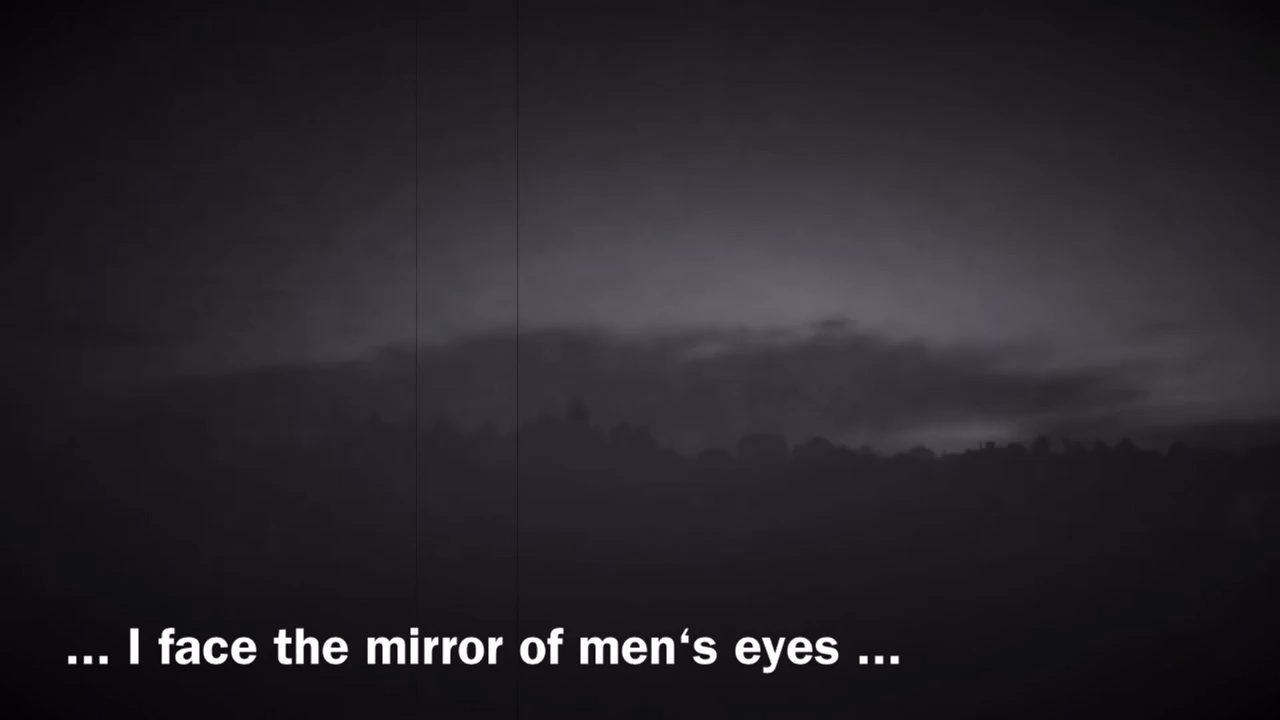 ... I face the mirror of men‘s eyes ...